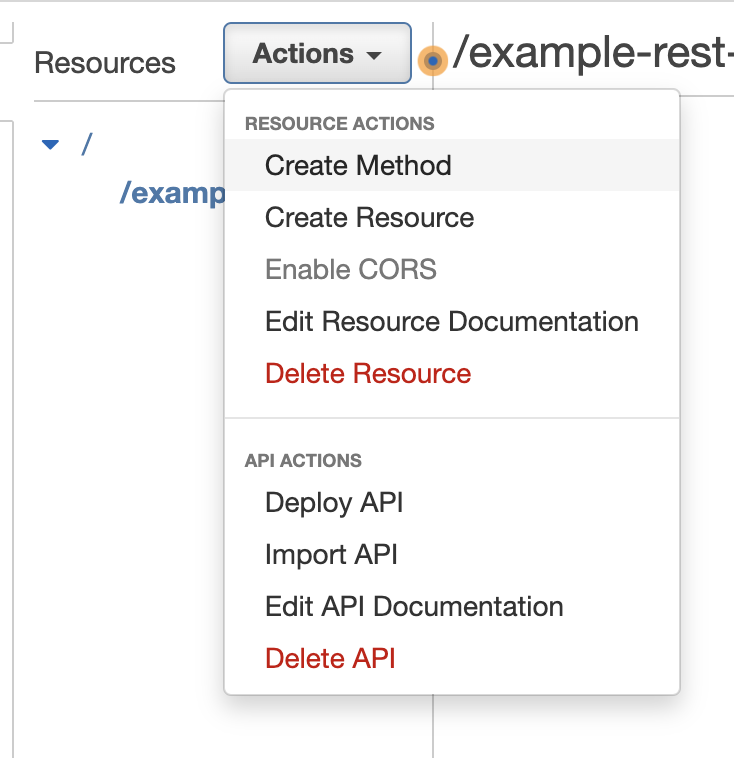 Resources
Actions
/example-rest-
/
/examp
RESOURCE ACTIONS
Create Method
Create Resource
Enable CORS
Edit Resource Documentation
Delete Resource
API ACTIONS
Deploy API
Import API
Edit API Documentation
Delete API